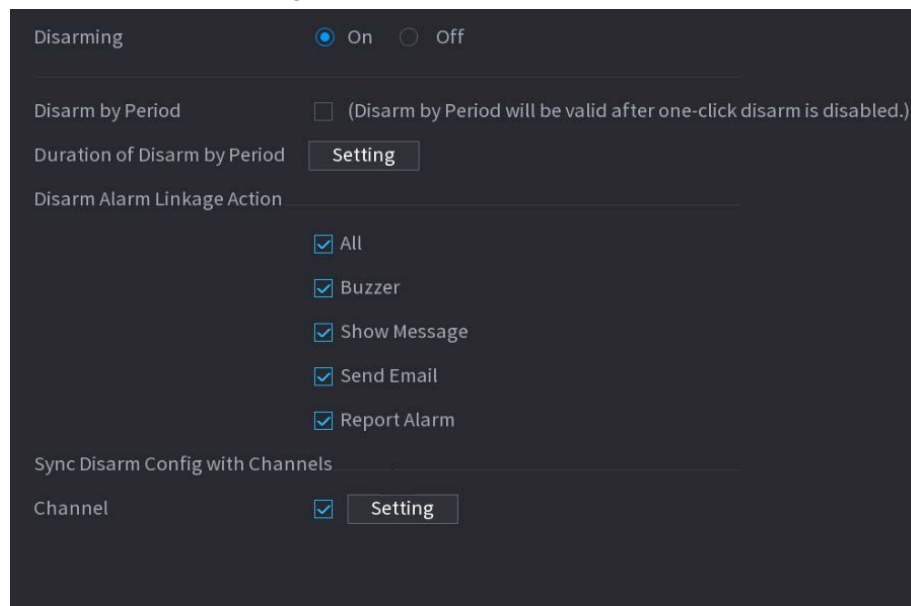 Disarming On Off
Disarm by Period (Disarm by Period will be valid after one-click disarm is disabled.)
Duration of Disarm by Period Setting
Disarm Alarm Linkage Action
All
Buzzer
Show Message
Send Email
Report Alarm
Sync Disarm Config with Channels
Channel Setting